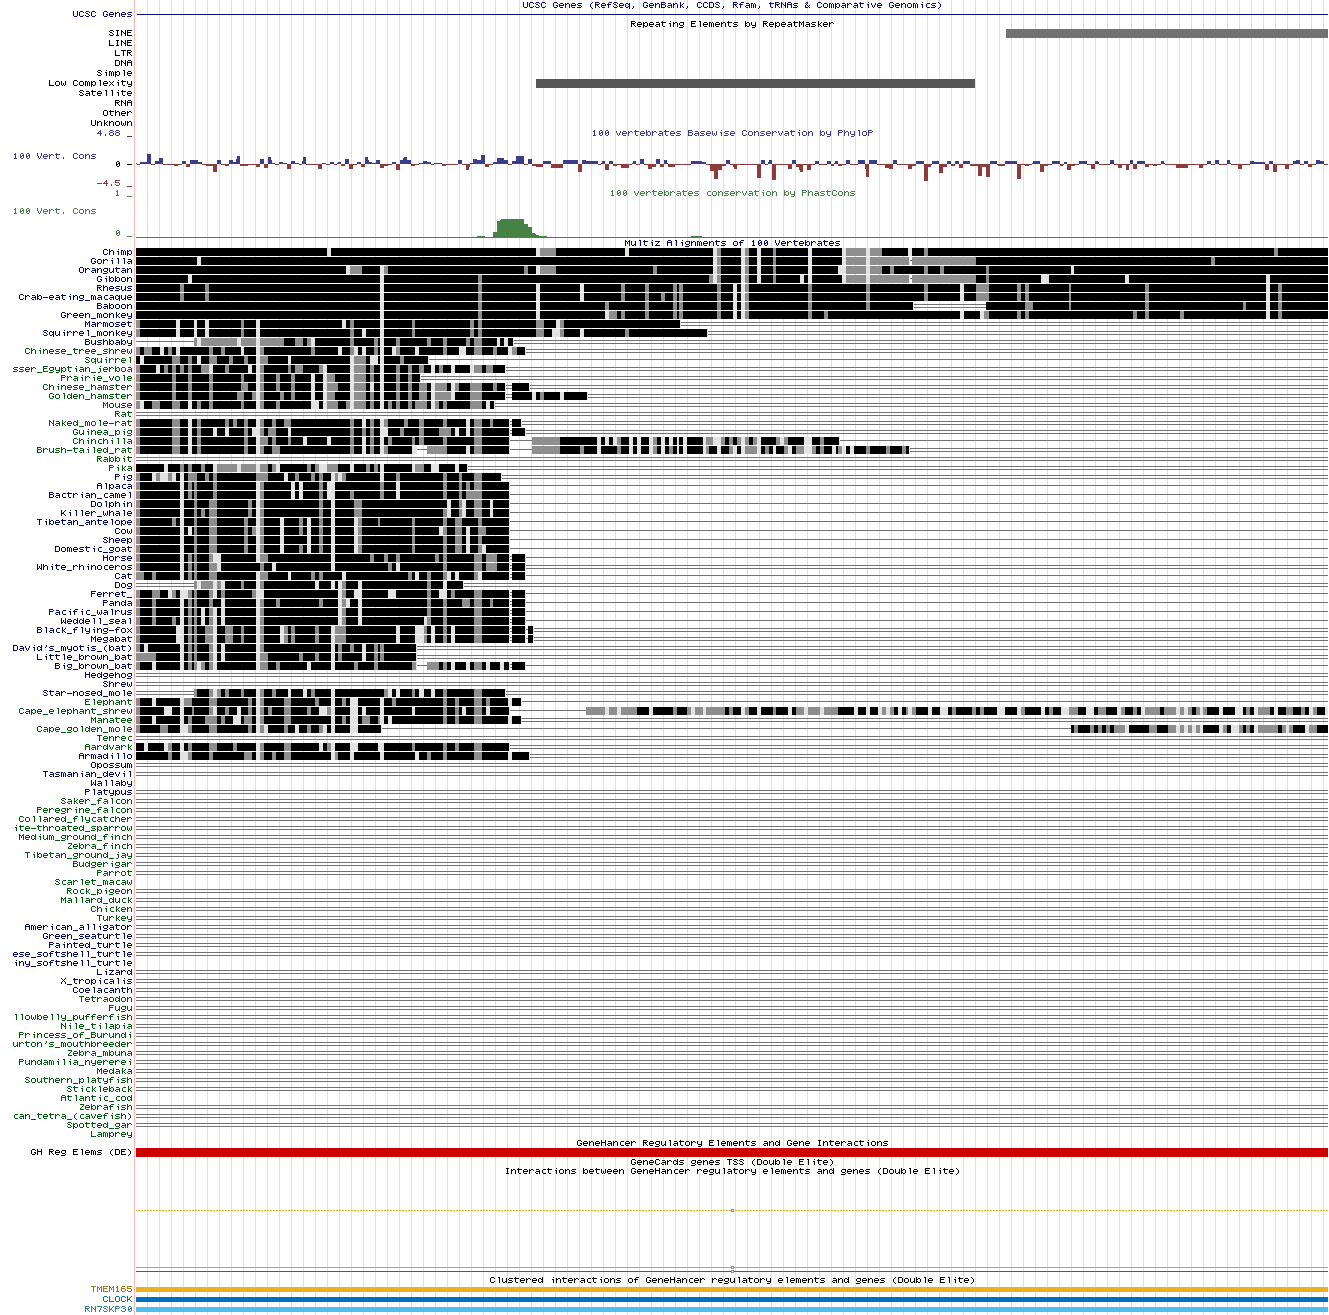 UCSC Genes (RefSeq, GenBank, CCDS, Rfam, tRNAs & Comparative Genomics)
UCSC Genes
Repeating Elements by RepeatMasker
SINE
LINE
LTR
DNA
Simple
Low Complexity
Satellite
RNA
Other
Unknown
4.88 _
100 vertebrates Basewise Conservation by PhyloP
100 Vert. Cons
0 _
-4.5 _
1 _
100 vertebrates conservation by PhastCons
100 Vert. Cons
0 _
Multiz Alignments of 100 Vertebrates
Chimp
Gorilla
Orangutan
Gibbon
Rhesus
Crab-eating_macaque
Baboon
Green_monkey
Marmoset
Squirrel_monkey
Bushbaby
Chinese_tree_shrew
Squirrel
sser_Egyptian_jerboa
Prairie_vole
Chinese_hamster
Golden_hamster
Mouse
Rat
Naked_mole-rat
Guinea_pig
Chinchilla
Brush-tailed_rat
Rabbit
Pika
Pig
Alpaca
Bactrian_camel
Dolphin
Killer_whale
Tibetan_antelope
Cow
Sheep
Domestic_goat
Horse
White_rhinoceros
Cat
Dog
Ferret_
Panda
Pacific_walrus
Weddell_seal
Black_flying-fox
Megabat
David's_myotis_(bat)
Little_brown_bat
Big_brown_bat
Hedgehog
Shrew
Star-nosed_mole
Elephant
Cape_elephant_shrew
Manatee
Cape_golden_mole
Tenrec
Aardvark
Armadillo
Opossum
Tasmanian_devil
Wallaby
Platypus
Saker_falcon
Peregrine_falcon
Collared_flycatcher
ite-throated_sparrow
Medium_ground_finch
Zebra_finch
Tibetan_ground_jay
Budgerigar
Parrot
Scarlet_macaw
Rock_pigeon
Mallard_duck
Chicken
Turkey
American_alligator
Green_seaturtle
Painted_turtle
ese_softshell_turtle
iny_softshell_turtle
Lizard
X_tropicalis
Coelacanth
Tetraodon
Fugu
llowbelly_pufferfish
Nile_tilapia
Princess_of_Burundi
urton's_mouthbreeder
Zebra_mbuna
Pundamilia_nyererei
Medaka
Southern_platyfish
Stickleback
Atlantic_cod
Zebrafish
can_tetra_(cavefish)
Spotted_gar
Lamprey
GeneHancer Regulatory Elements and Gene Interactions
GH Reg Elems (DE)
GeneCards genes TSS (Double Elite)
Interactions between GeneHancer regulatory elements and genes (Double Elite)
Clustered interactions of GeneHancer regulatory elements and genes (Double Elite)
TMEM165
CLOCK
RN7SKP30